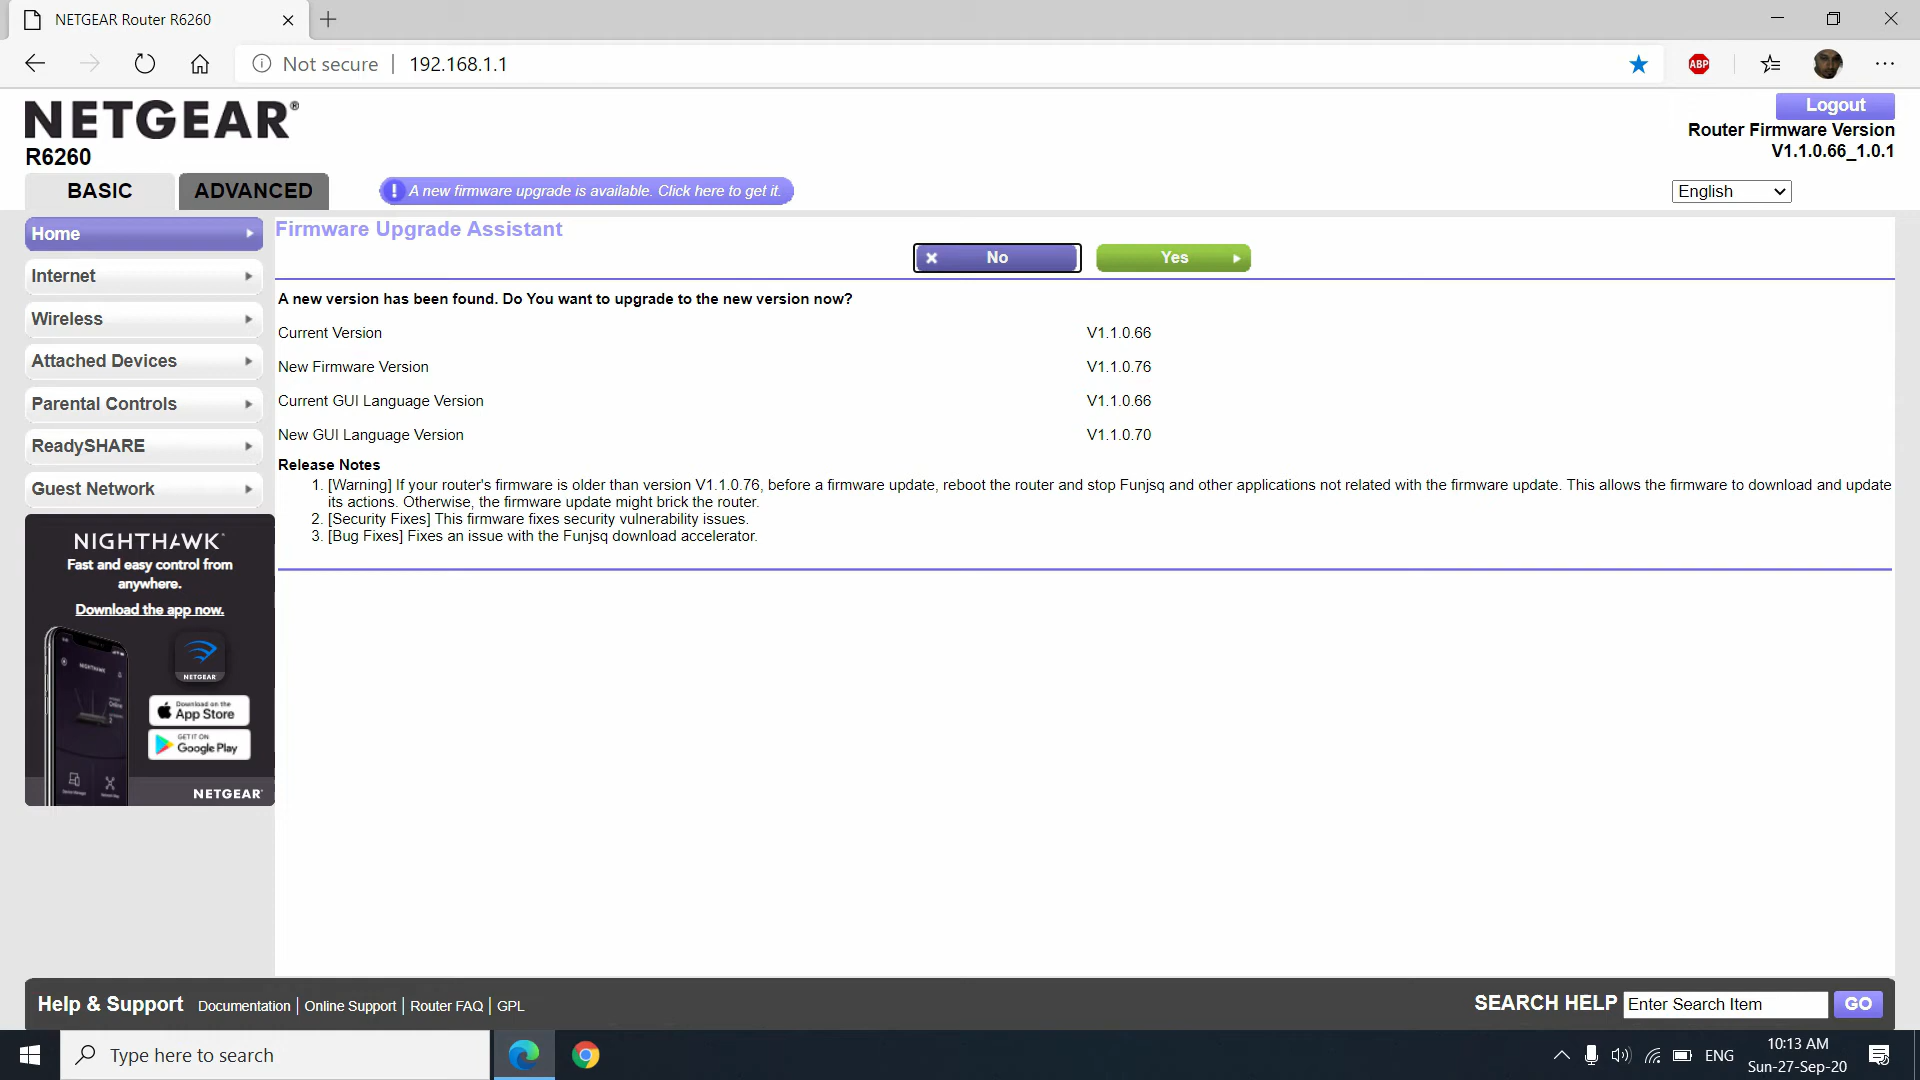 NETGEAR Router R6260
Not secure | 192.168.1.1
ABP
NETGEAR®
R6260
Logout
Router Firmware Version
V1.1.0.66_1.0.1
BASIC
ADVANCED
! A new firmware upgrade is available. Click here to get it.
English
Home
Internet
Wireless
Attached Devices
Parental Controls
ReadySHARE
Guest Network
Firmware Upgrade Assistant
No
Yes
A new version has been found. Do You want to upgrade to the new version now?
Current Version V1.1.0.66
New Firmware Version V1.1.0.76
Current GUI Language Version V1.1.0.66
New GUI Language Version V1.1.0.70
Release Notes
1. [Warning] If your router's firmware is older than version V1.1.0.76, before a firmware update, reboot the router and stop Funjsq and other applications not related with the firmware update. This allows the firmware to download and update
its actions. Otherwise, the firmware update might brick the router.
2. [Security Fixes] This firmware fixes security vulnerability issues.
3. [Bug Fixes] Fixes an issue with the Funjsq download accelerator.
NIGHTHAWK
Fast and easy control from
anywhere.
Download the app now.
NIGHTHAWK
NETGEAR
Download on the
App Store
GET IT ON
Google Play
NETGEAR
Help & Support Documentation | Online Support | Router FAQ | GPL
SEARCH HELP Enter Search Item GO
Type here to search
ENG
10:13 AM
Sun-27-Sep-20